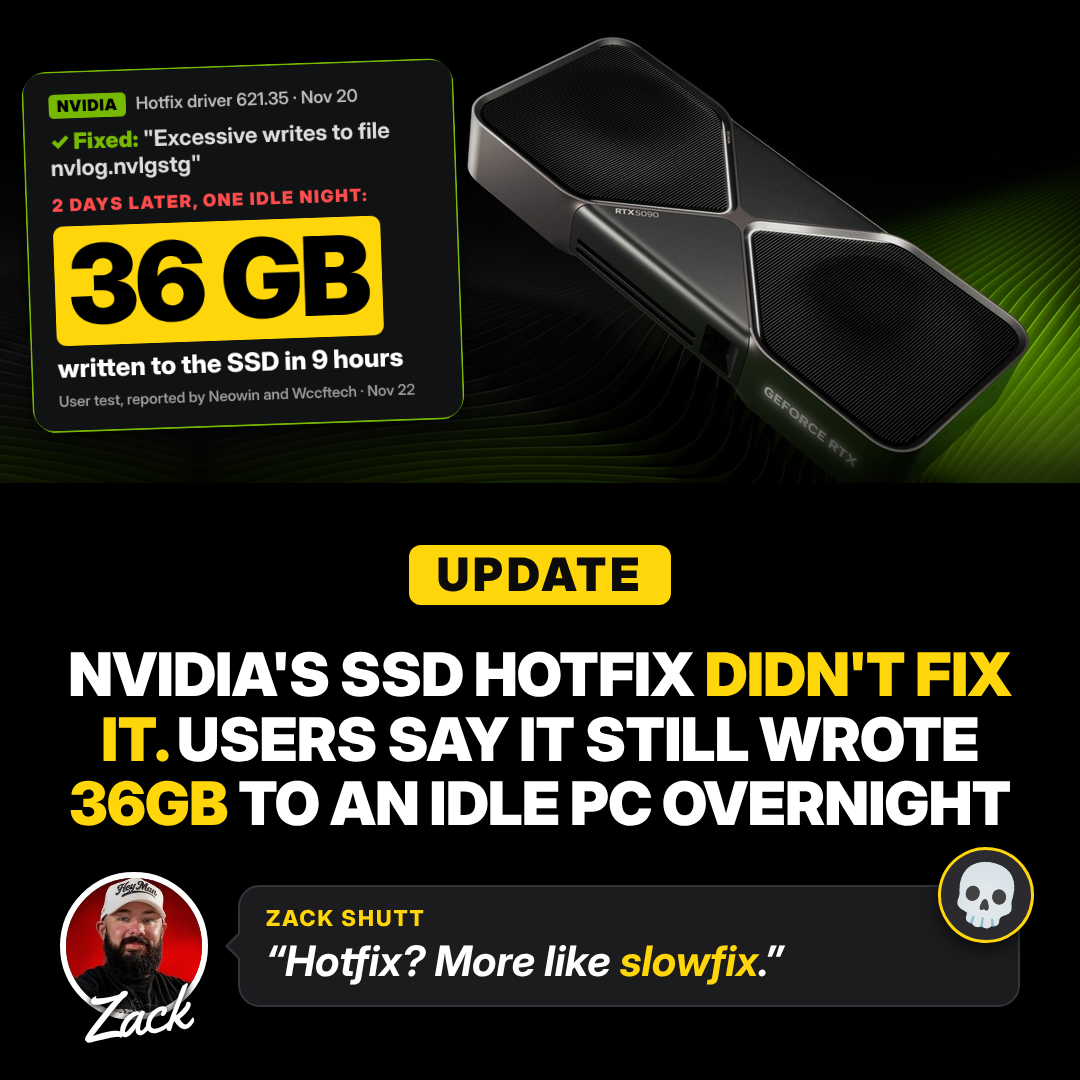 NVIDIA Hotfix driver 621.35 · Nov 20
✓ Fixed: "Excessive writes to file
nvlog.nvlgstg"
2 DAYS LATER, ONE IDLE NIGHT:
36 GB
written to the SSD in 9 hours
User test, reported by Neowin and Wccftech · Nov 22
RTX5090
GEFORCE RTX
UPDATE
NVIDIA'S SSD HOTFIX DIDN'T FIX
IT. USERS SAY IT STILL WROTE
36GB TO AN IDLE PC OVERNIGHT
Hey Man
ZACK SHUTT
“Hotfix? More like slowfix.”
Zack